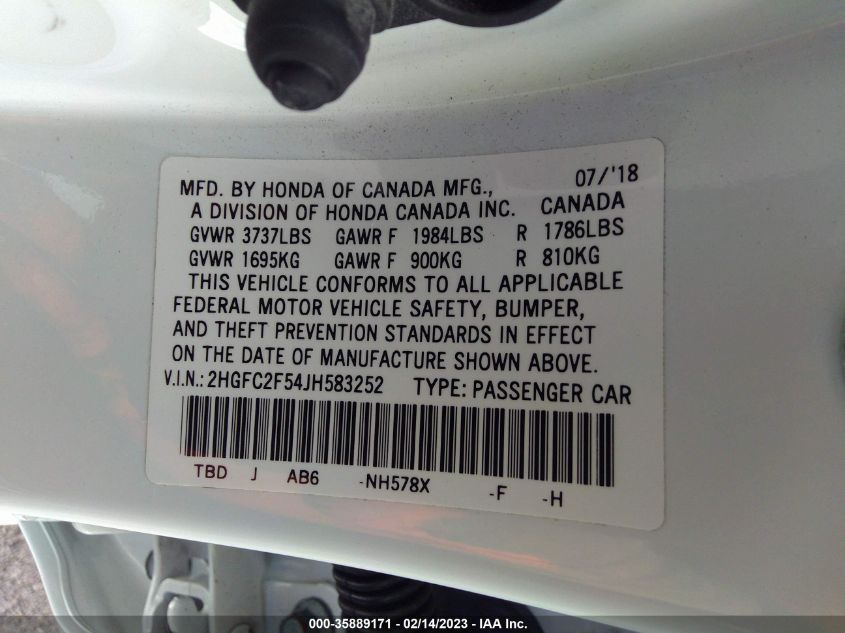 MFD. BY HONDA OF CANADA MFG., 07/'18
A DIVISION OF HONDA CANADA INC. CANADA
GVWR 3737LBS GAWR F 1984LBS R 1786LBS
GVWR 1695KG GAWR F 900KG R 810KG
THIS VEHICLE CONFORMS TO ALL APPLICABLE
FEDERAL MOTOR VEHICLE SAFETY, BUMPER,
AND THEFT PREVENTION STANDARDS IN EFFECT
ON THE DATE OF MANUFACTURE SHOWN ABOVE.
V.I.N.: 2HGFC2F54JH583252 TYPE: PASSENGER CAR
TBD J AB6 -NH578X -F -H
000-35889171 - 02/14/2023 - IAA Inc.